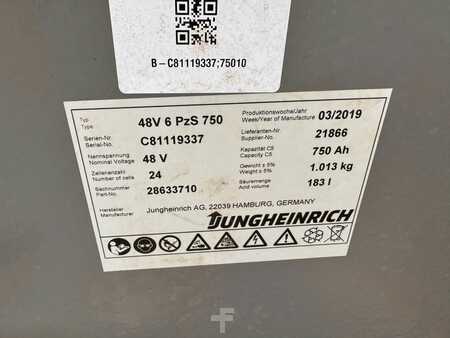 B - C81119337;75010
Typ
Type
48V 6 PzS 750
Produktionswoche/Jahr
Week/Year of Manufacture
03/2019
Serien-Nr.
Serial-No.
C81119337
Lieferanten-Nr.
Supplier-No.
21866
Nennspannung
Nominal Voltage
48 V
Kapazität C5
Capacity C5
750 Ah
Zellenanzahl
Number of cells
24
Gewicht ± 5%
Weight ± 5%
1.013 kg
Sachnummer
Part-No.
28633710
Säuremenge
Acid volume
183 l
Hersteller
Manufacturer
Jungheinrich AG, 22039 HAMBURG, GERMANY
JUNGHEINRICH